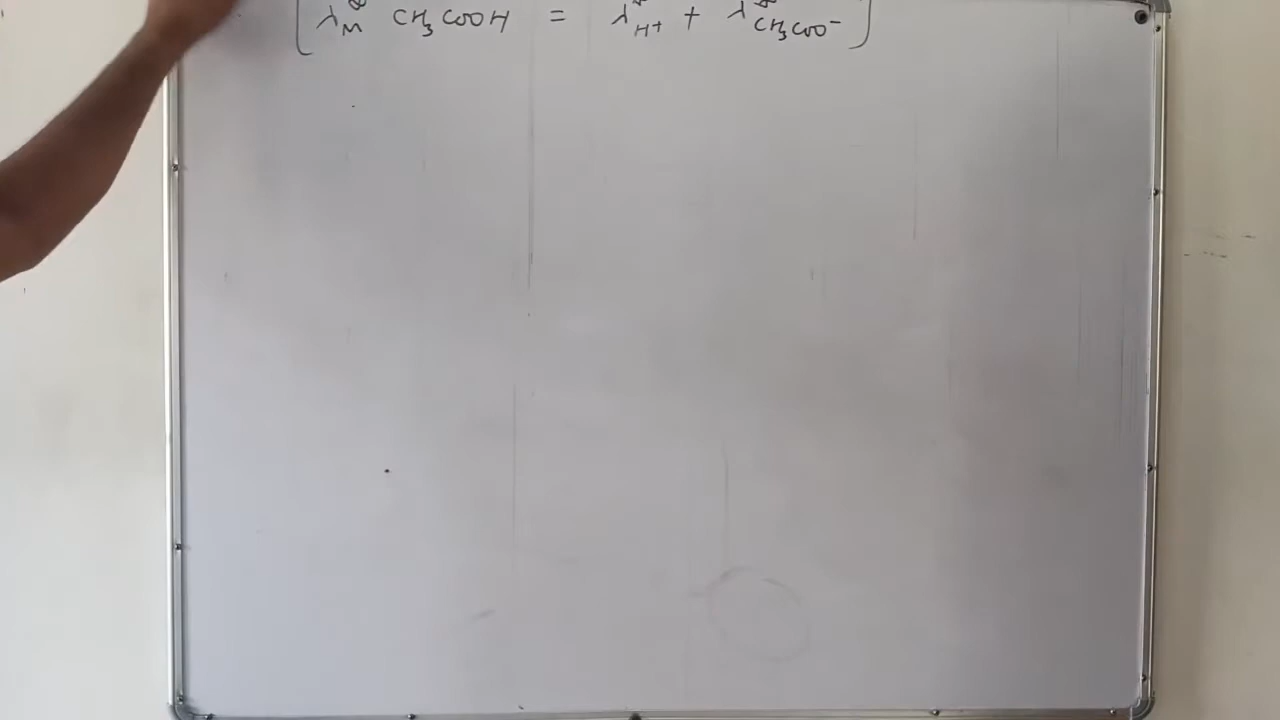 [λ∞M CH3COOH = λ∞H+ + λ∞CH3COO-]